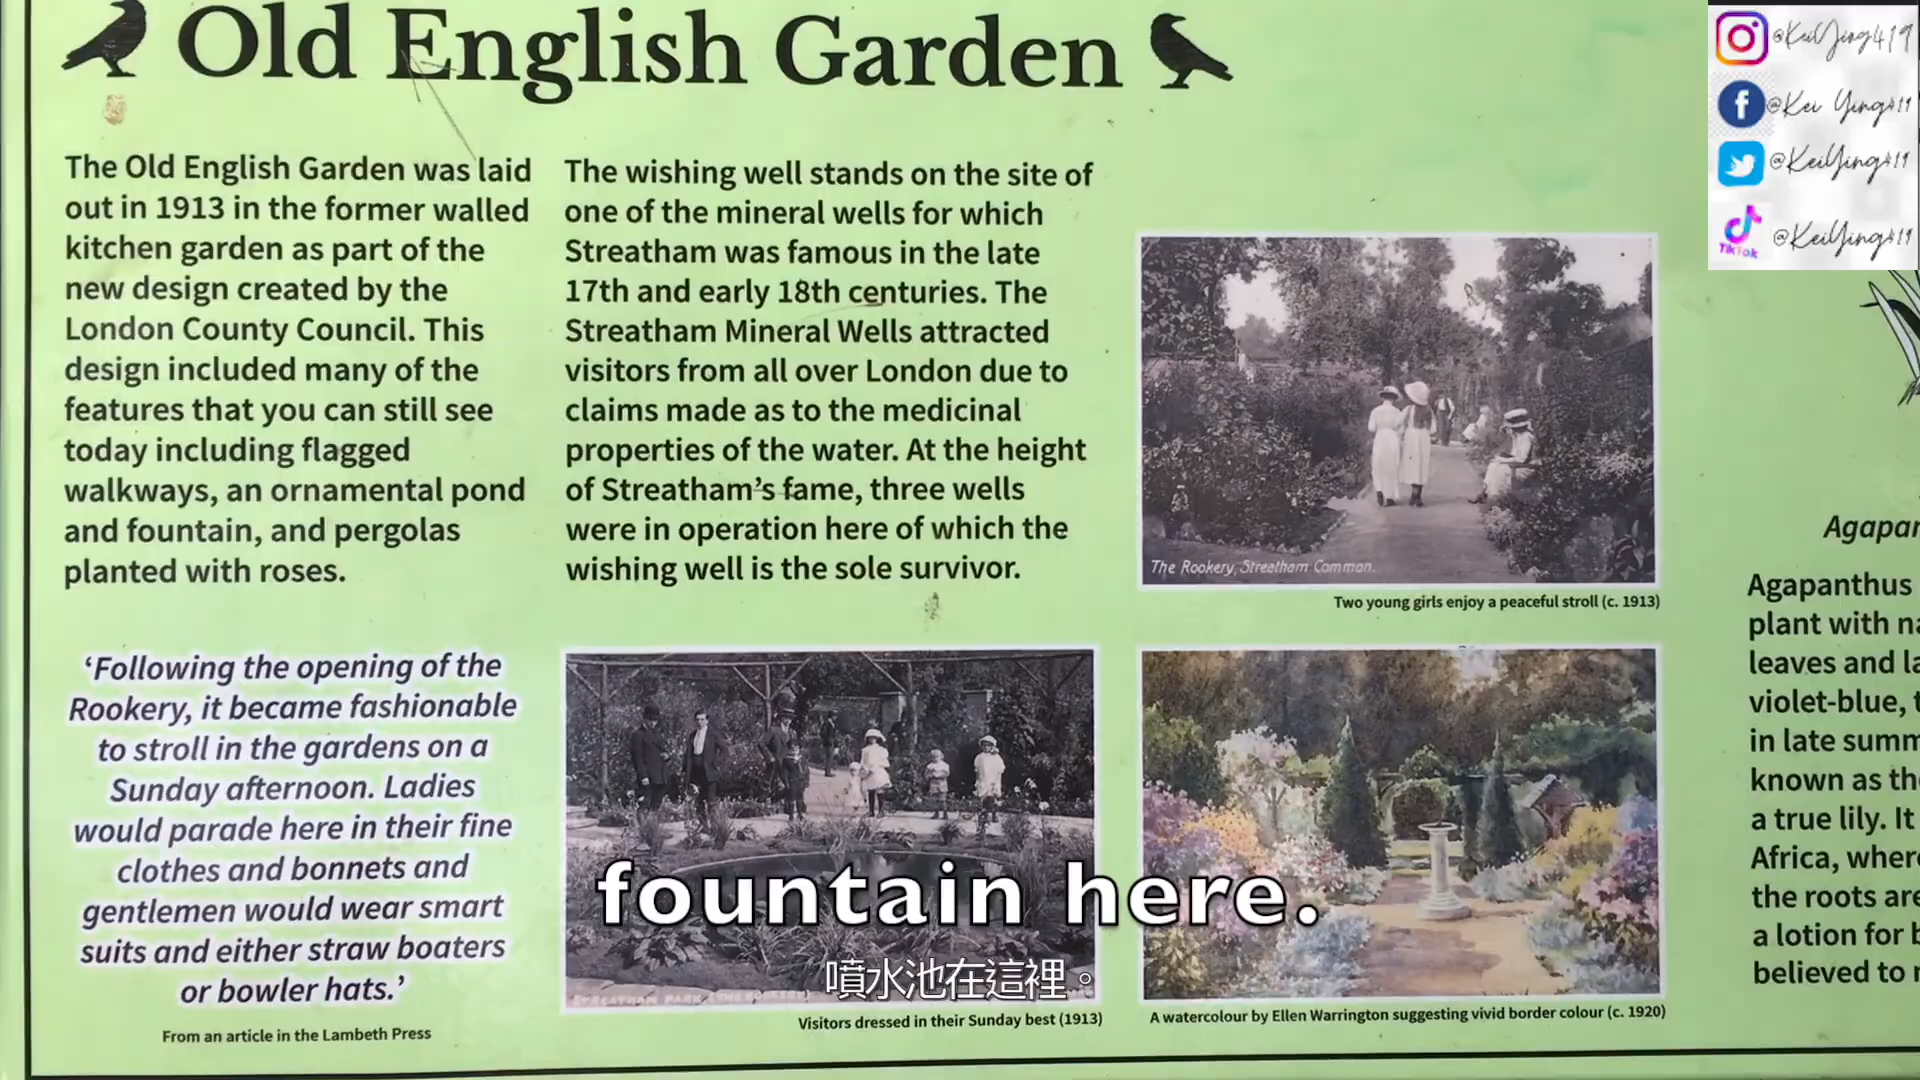 Old English Garden
The Old English Garden was laid
out in 1913 in the former walled
kitchen garden as part of the
new design created by the
London County Council. This
design included many of the
features that you can still see
today including flagged
walkways, an ornamental pond
and fountain, and pergolas
planted with roses.
‘Following the opening of the
Rookery, it became fashionable
to stroll in the gardens on a
Sunday afternoon. Ladies
would parade here in their fine
clothes and bonnets and
gentlemen would wear smart
suits and either straw boaters
or bowler hats.’
From an article in the Lambeth Press
The wishing well stands on the site of
one of the mineral wells for which
Streatham was famous in the late
17th and early 18th centuries. The
Streatham Mineral Wells attracted
visitors from all over London due to
claims made as to the medicinal
properties of the water. At the height
of Streatham’s fame, three wells
were in operation here of which the
wishing well is the sole survivor.
Visitors dressed in their Sunday best (1913)
The Rookery, Streatham Common.
Two young girls enjoy a peaceful stroll (c. 1913)
A watercolour by Ellen Warrington suggesting vivid border colour (c. 1920)
Agapanthus
plant with
leaves and
violet-blue,
in late
known as
a true lily. It
Africa,
the roots are
a lotion for
believed to
fountain here.
噴水池在這裡。
@KeiYing419
@Kei Ying419
@KeiYing419
TikTok
@KeiYing419